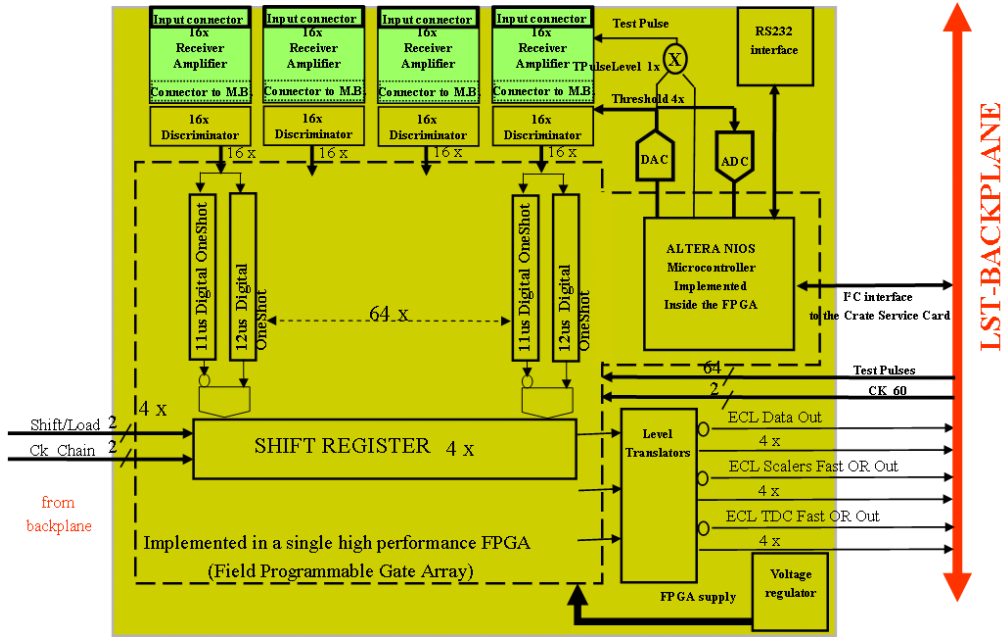 Input connector
16x
Receiver
Amplifier
Connector to M.B.
16x
Discriminator
16 x
Input connector
16x
Receiver
Amplifier
Connector to M.B.
16x
Discriminator
16 x
Input connector
16x
Receiver
Amplifier
Connector to M.B.
16x
Discriminator
16 x
Input connector
16x
Receiver
Amplifier
Connector to M.B.
16x
Discriminator
16 x
Test Pulse
X
TPulseLevel 1x
Threshold 4x
DAC
ADC
RS232
interface
LST-BACKPLANE
11us Digital OneShot
12us Digital
OneShot
64 x
11us Digital OneShot
12us Digital
OneShot
ALTERA NIOS
Microcontroller
Implemented
Inside the FPGA
I²C interface
to the Crate Service Card
64
Test Pulses
2
CK_60
Shift/Load 2
4 x
Ck_Chain 2
from
backplane
SHIFT REGISTER 4 x
Level
Translators
ECL Data Out
4 x
ECL Scalers Fast OR Out
4 x
ECL TDC Fast OR Out
4 x
Implemented in a single high performance FPGA
(Field Programmable Gate Array)
FPGA supply
Voltage
regulator